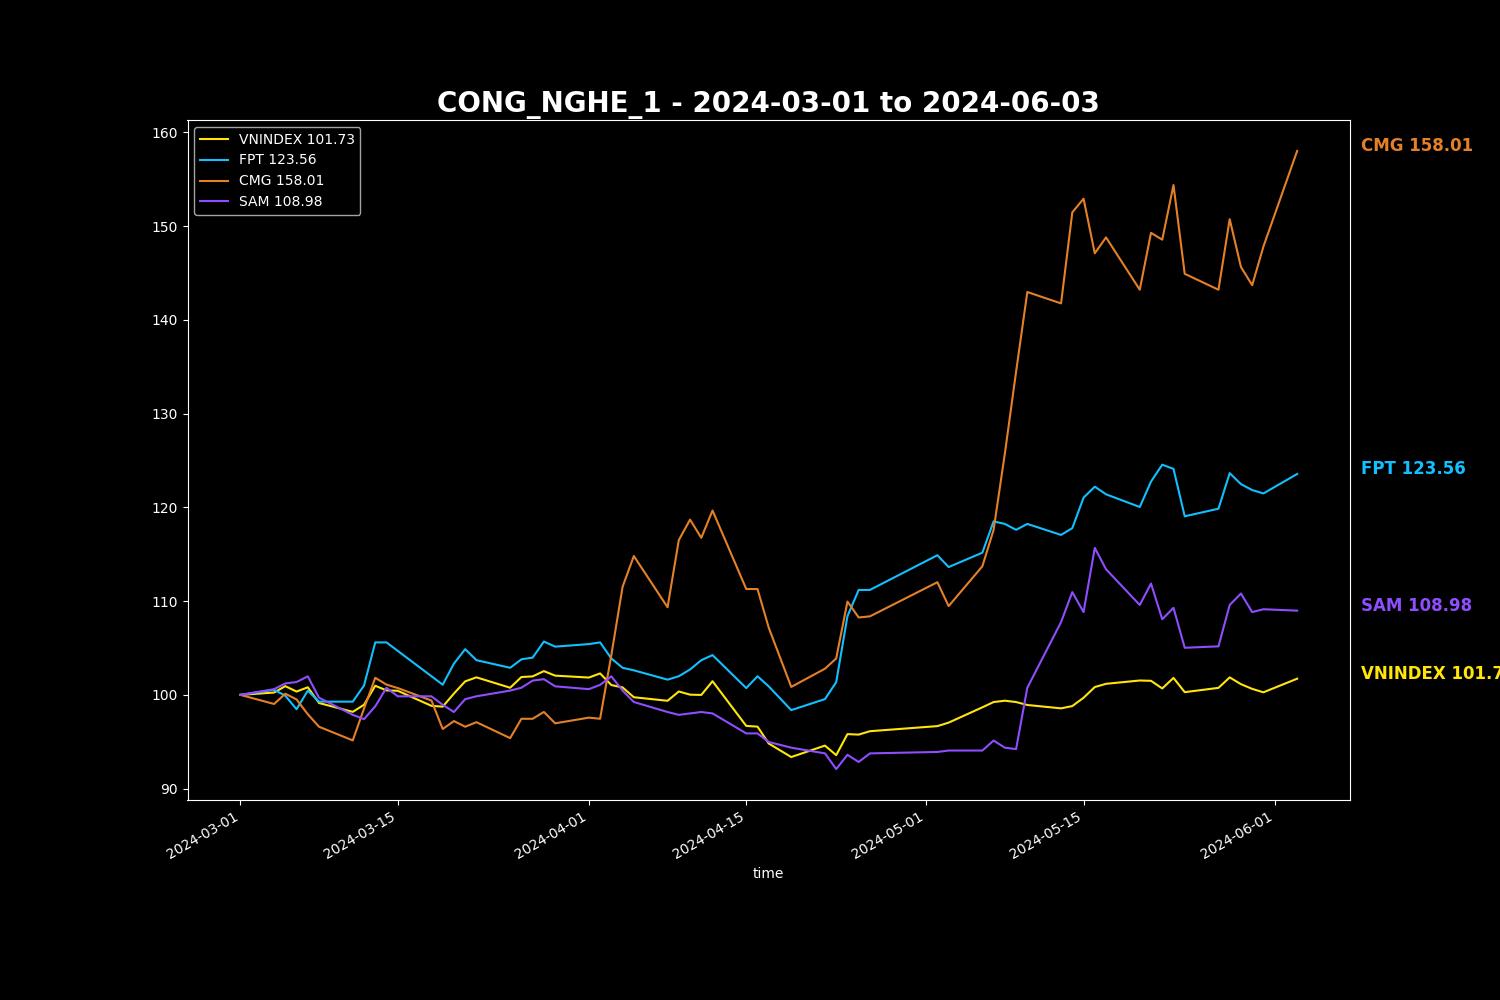 CONG_NGHE_1 - 2024-03-01 to 2024-06-03
VNINDEX 101.73
FPT 123.56
CMG 158.01
SAM 108.98
160
150
140
130
120
110
100
90
CMG 158.01
FPT 123.56
SAM 108.98
VNINDEX 101.7
2024-03-01
2024-03-15
2024-04-01
2024-04-15
2024-05-01
2024-05-15
2024-06-01
time